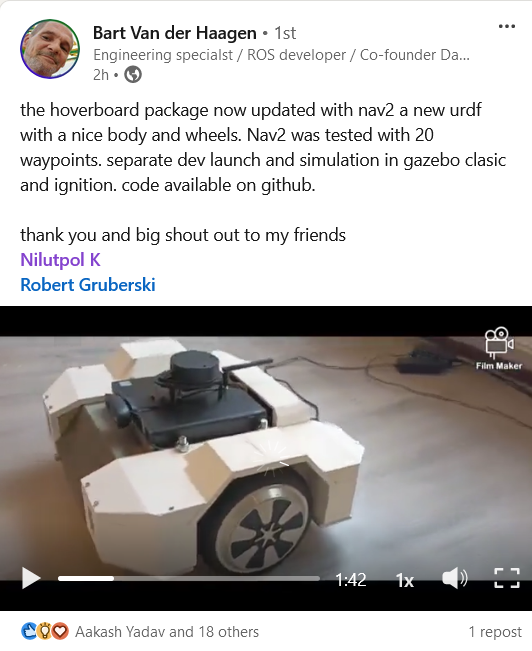 Bart Van der Haagen • 1st
Engineering specialst / ROS developer / Co-founder Da...
2h •
the hoverboard package now updated with nav2 a new urdf
with a nice body and wheels. Nav2 was tested with 20
waypoints. separate dev launch and simulation in gazebo clasic
and ignition. code available on github.
thank you and big shout out to my friends
Nilutpol K
Robert Gruberski
Film Maker
1:42 1x
Aakash Yadav and 18 others 1 repost